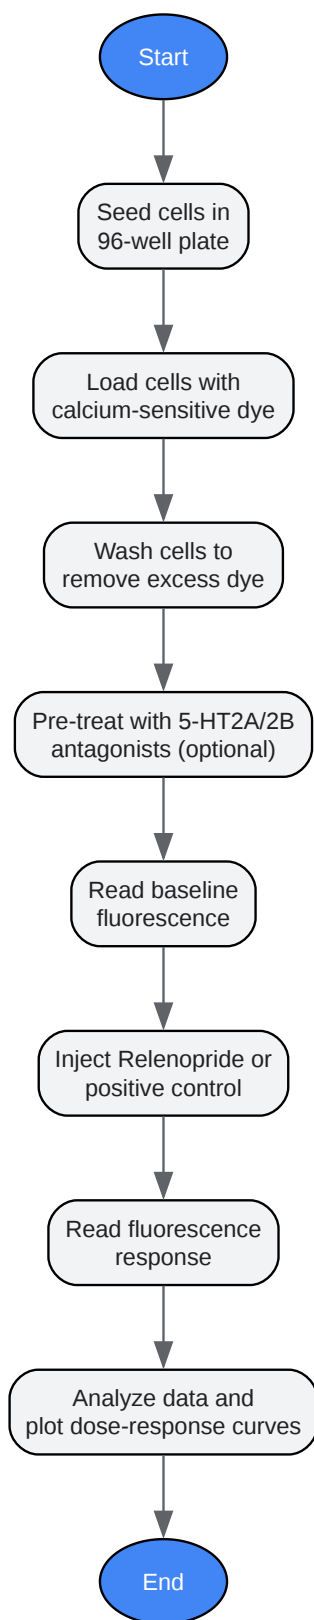 Start
Seed cells in
96-well plate
Load cells with
calcium-sensitive dye
Wash cells to
remove excess dye
Pre-treat with 5-HT2A/2B
antagonists (optional)
Read baseline
fluorescence
Inject Relenopride or
positive control
Read fluorescence
response
Analyze data and
plot dose-response curves
End